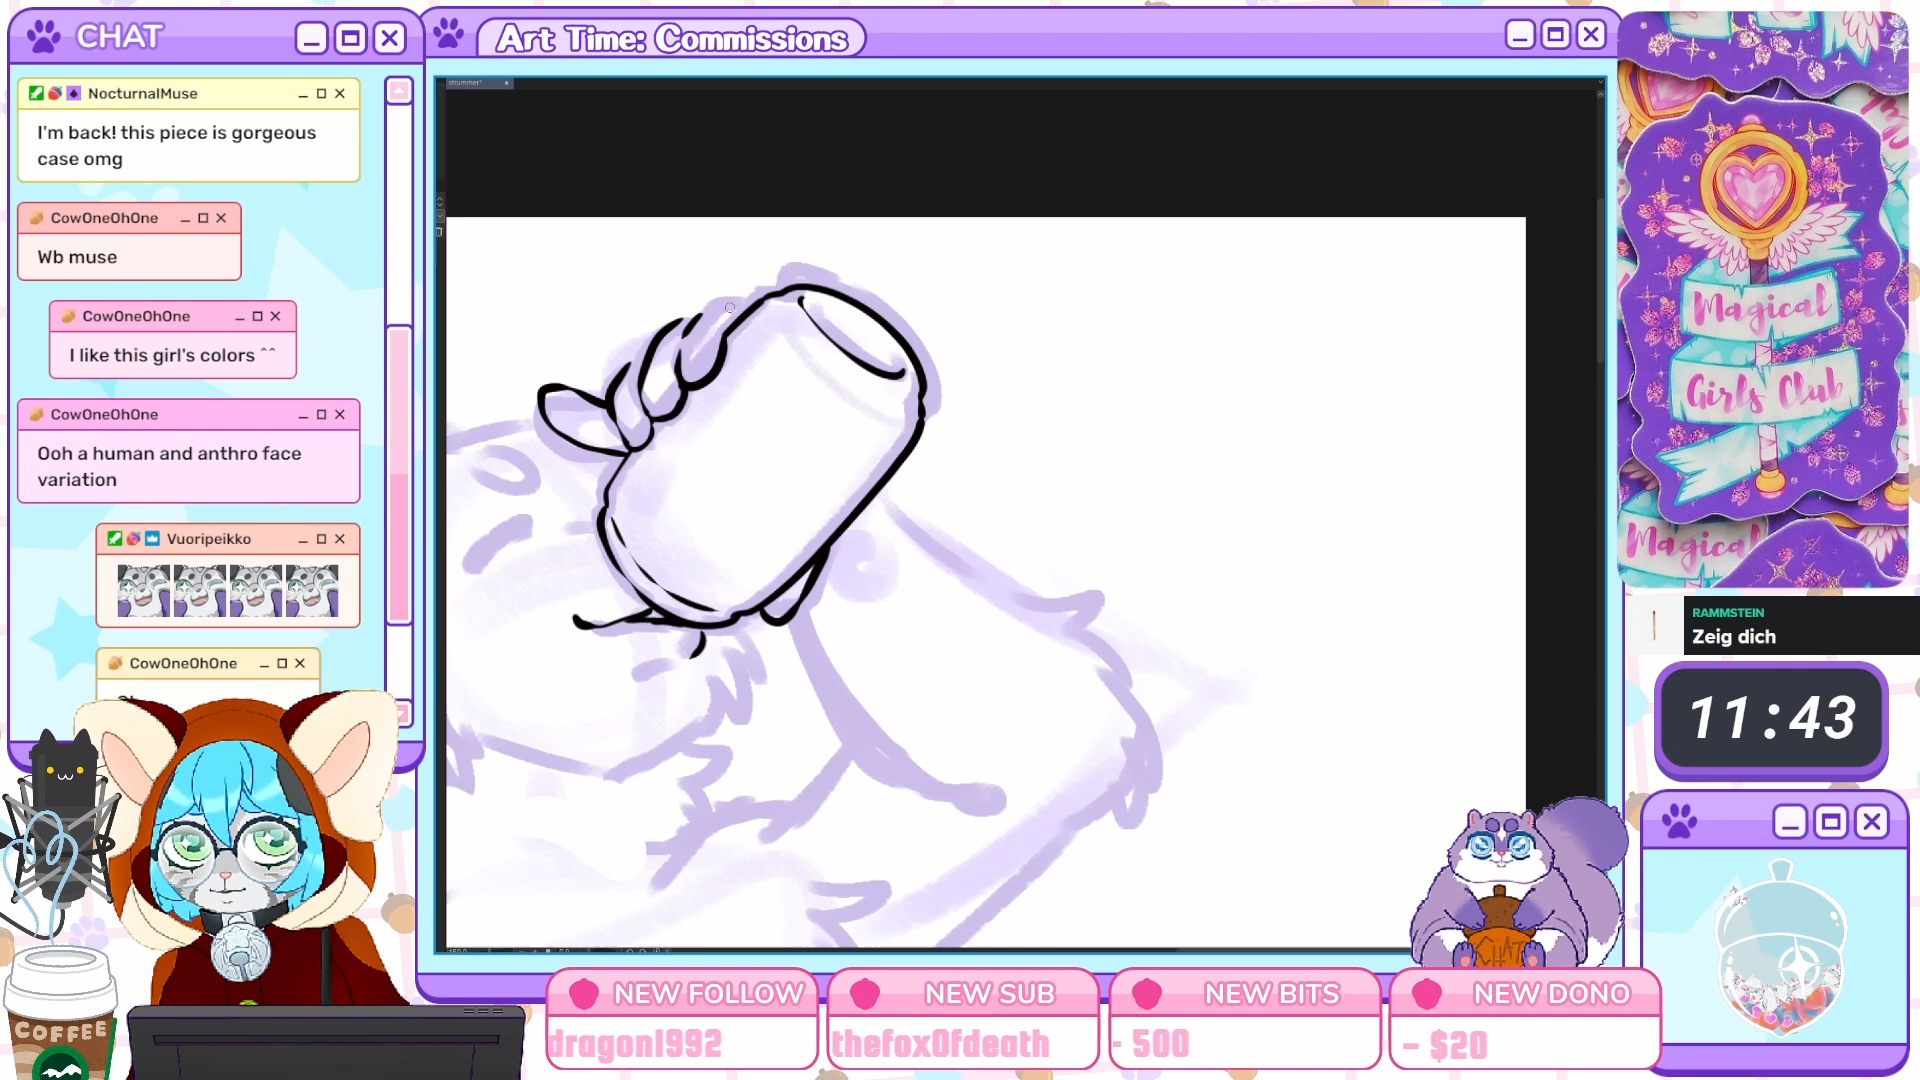 CHAT
Art Time: Commissions
NocturnalMuse
I'm back! this piece is gorgeous
case omg
CowOneOhOne
Wb muse
CowOneOhOne
I like this girl's colors ^^
CowOneOhOne
Ooh a human and anthro face
variation
Vuoripeikko
CowOneOhOne
strummer*
Magical
Girls Club
Magical
RAMMSTEIN
Zeig dich
11:43
CHAT
COFFEE
NEW FOLLOW
dragon1992
NEW SUB
thefox0fdeath
NEW BITS
- 500
NEW DONO
- $20